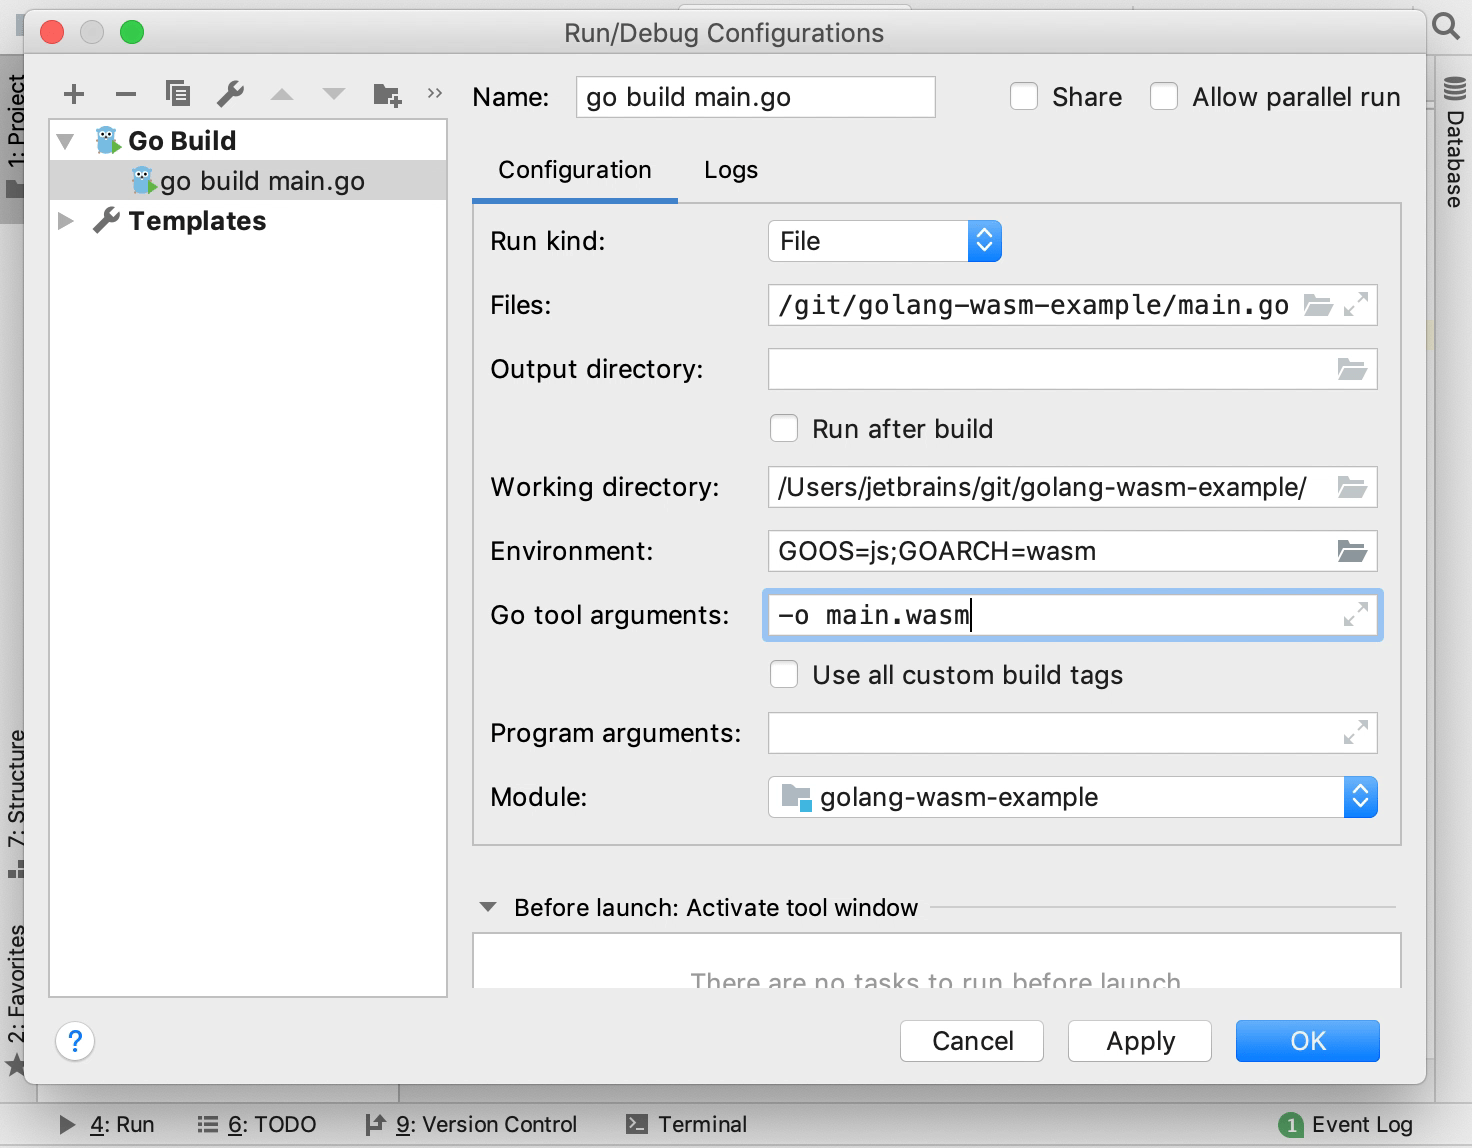 Run/Debug Configurations
1: Project
Name: go build main.go
Share
Allow parallel run
Go Build
go build main.go
Templates
Configuration
Logs
Run kind: File
Files: /git/golang-wasm-example/main.go
Output directory:
Run after build
Working directory: /Users/jetbrains/git/golang-wasm-example/
Environment: GOOS=js;GOARCH=wasm
Go tool arguments: -o main.wasm
Use all custom build tags
Program arguments:
Module: golang-wasm-example
Before launch: Activate tool window
There are no tasks to run before launch
? Cancel Apply OK
Database
7: Structure
2: Favorites
4: Run
6: TODO
9: Version Control
Terminal
1 Event Log